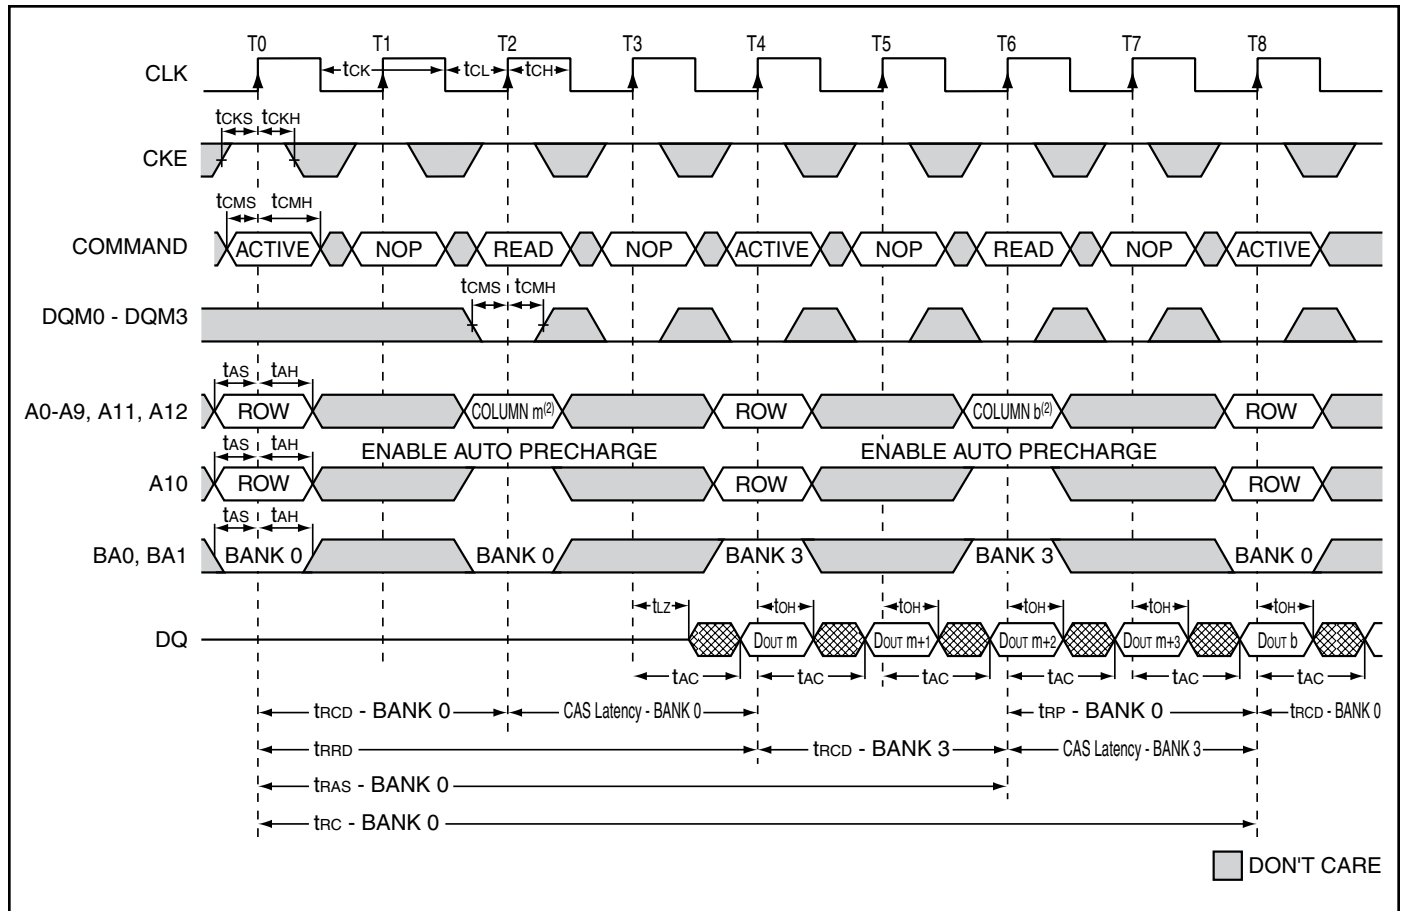 T0 T1 T2 T3 T4 T5 T6 T7 T8
CLK tCK tCL tCH
tCKS tCKH
CKE
tCMS tCMH
COMMAND ACTIVE NOP READ NOP ACTIVE NOP READ NOP ACTIVE
tCMS tCMH
DQM0 - DQM3
tAS tAH
A0-A9, A11, A12 ROW COLUMN m(2) ROW COLUMN b(2) ROW
tAS tAH ENABLE AUTO PRECHARGE ENABLE AUTO PRECHARGE
A10 ROW ROW ROW
tAS tAH
BA0, BA1 BANK 0 BANK 0 BANK 3 BANK 3 BANK 0
tLZ tOH tOH tOH tOH tOH
DQ DOUT m DOUT m+1 DOUT m+2 DOUT m+3 DOUT b
tAC tAC tAC tAC tAC tAC
tRCD - BANK 0 CAS Latency - BANK 0 tRP - BANK 0 tRCD - BANK 0
tRRD tRCD - BANK 3 CAS Latency - BANK 3
tRAS - BANK 0
tRC - BANK 0
DON'T CARE